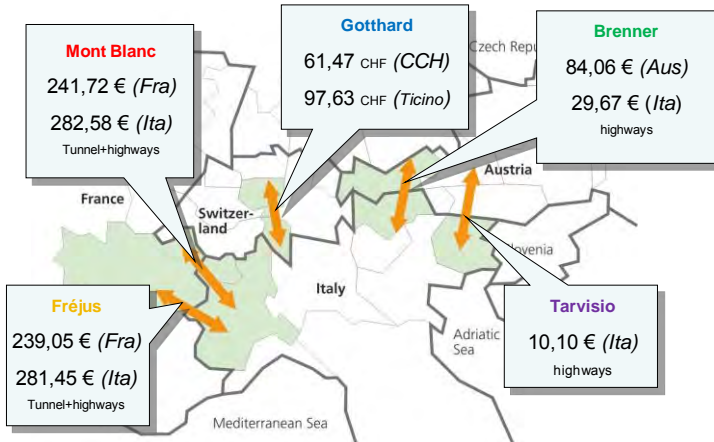 Mont Blanc
241,72 € (Fra)
282,58 € (Ita)
Tunnel+highways
Gotthard
61,47 CHF (CCH)
97,63 CHF (Ticino)
Czech Repu
Brenner
84,06 € (Aus)
29,67 € (Ita)
highways
France
Switzer-
land
Austria
Slovenia
Italy
Fréjus
239,05 € (Fra)
281,45 € (Ita)
Tunnel+highways
Adriatic
Sea
Tarvisio
10,10 € (Ita)
highways
Mediterranean Sea